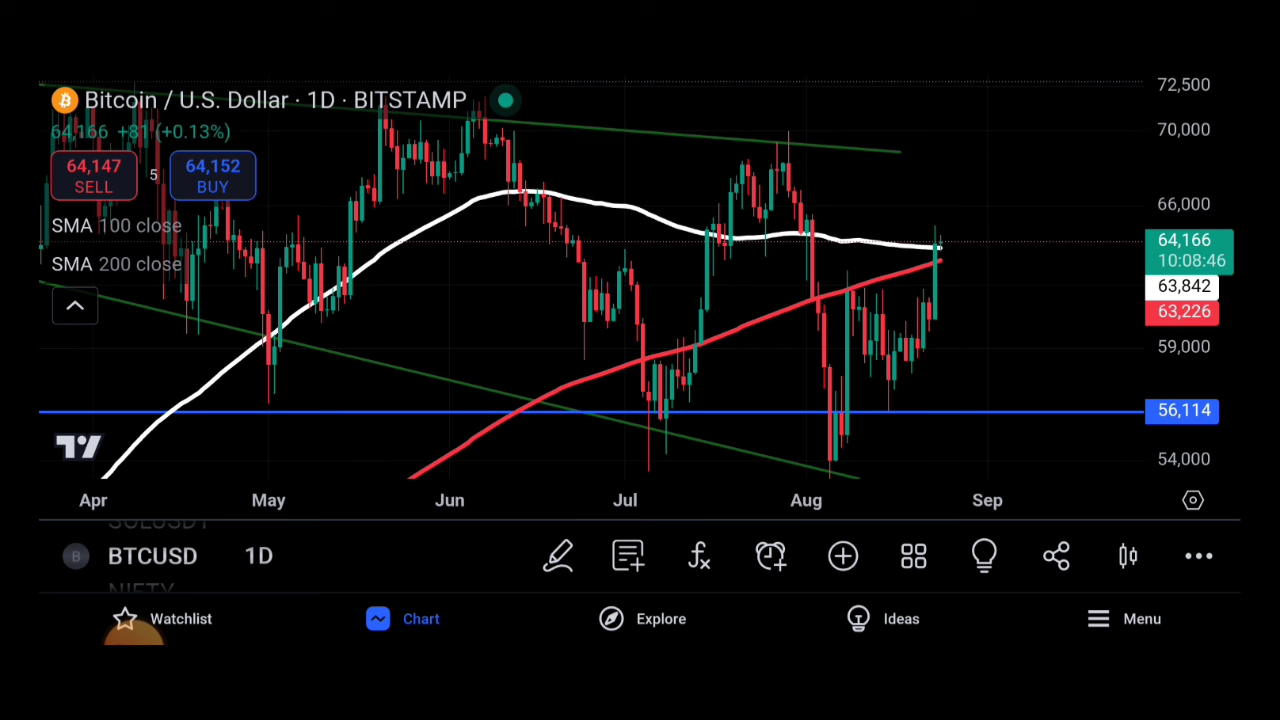 Bitcoin / U.S. Dollar · 1D · BITSTAMP
64,166 +81 (+0.13%)
64,147
SELL
5
64,152
BUY
SMA 100 close
SMA 200 close
72,500
70,000
66,000
64,166
10:08:46
63,842
63,226
59,000
56,114
54,000
Apr May Jun Jul Aug Sep
SOLUSDT
B BTCUSD 1D
NIFTY
Watchlist Chart Explore Ideas Menu